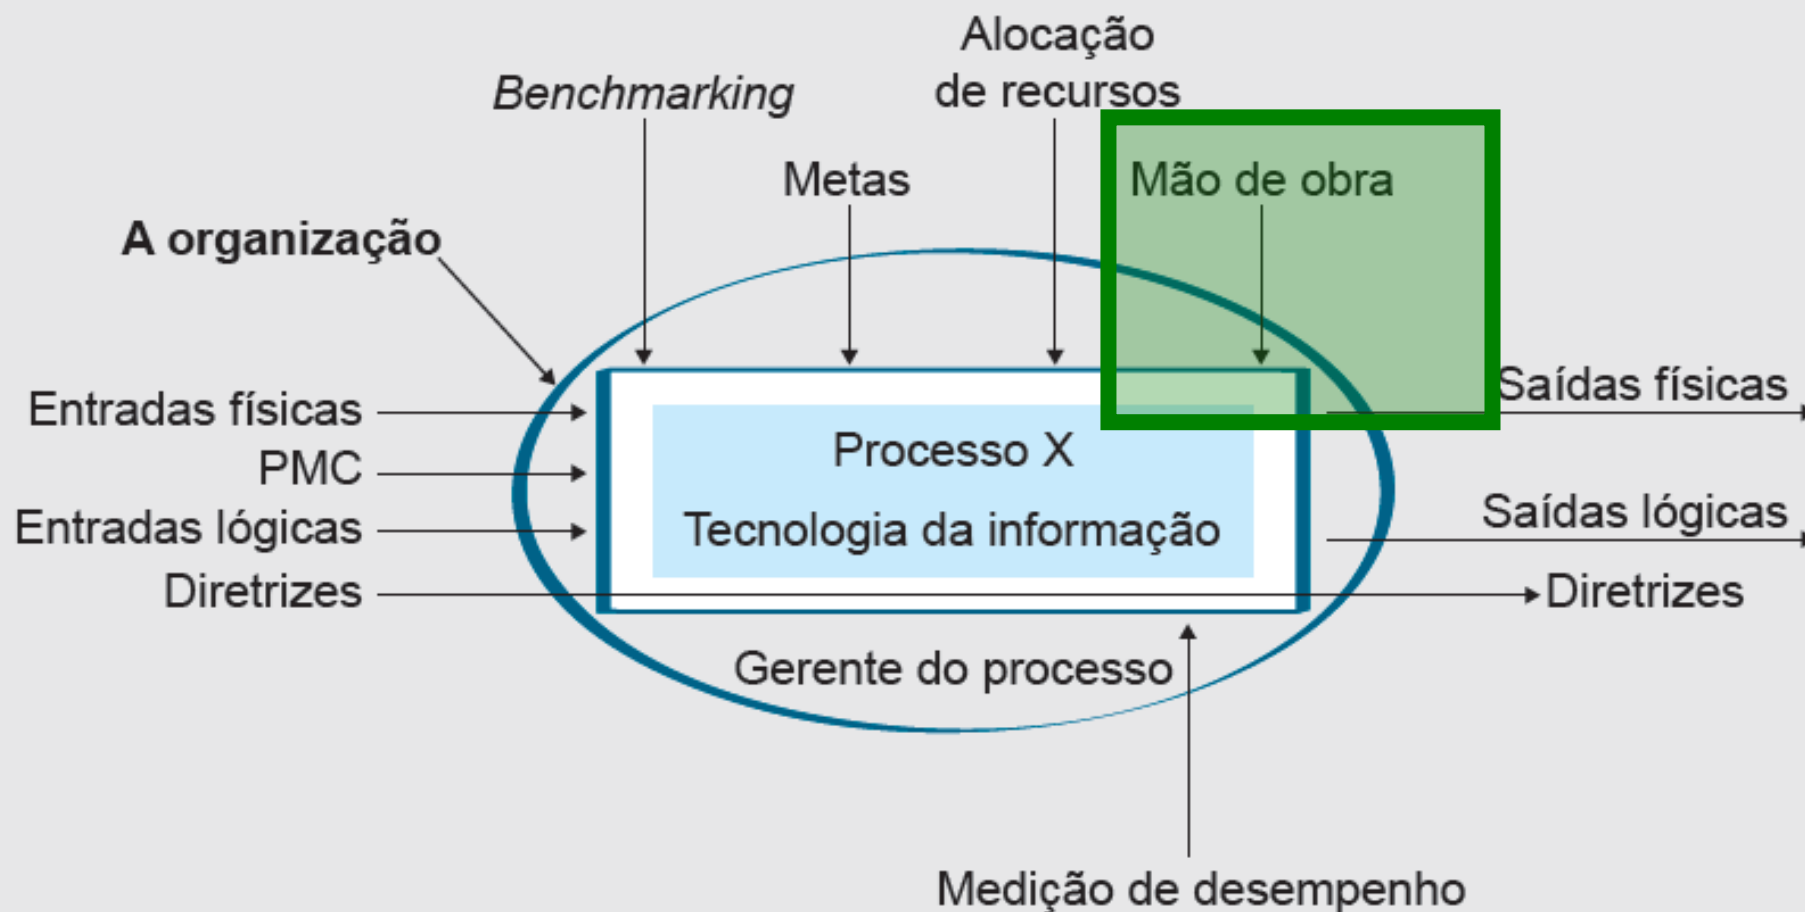 Alocação
de recursos
Benchmarking
Metas
Mão de obra
A organização
Entradas físicas
PMC
Entradas lógicas
Diretrizes
Processo X
Tecnologia da informação
Saídas físicas
Saídas lógicas
Diretrizes
Gerente do processo
Medição de desempenho